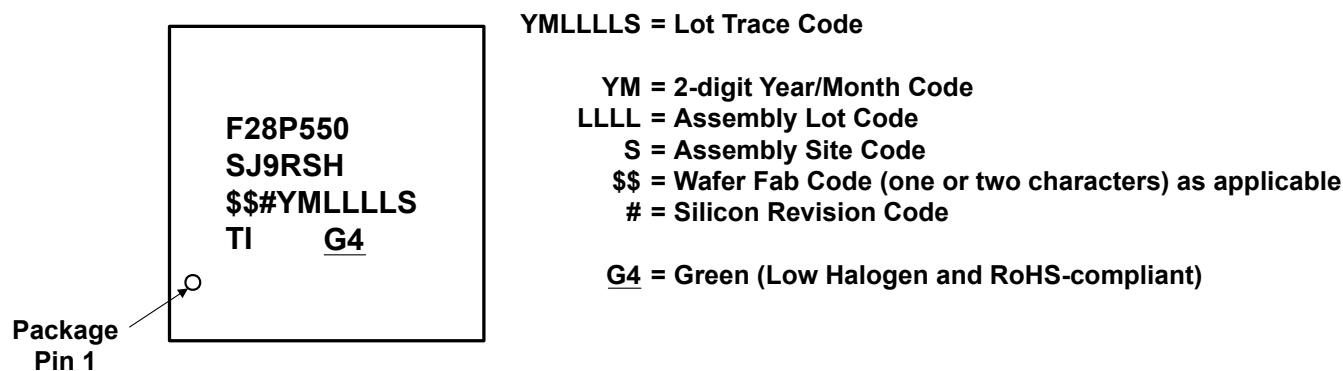 F28P550
SJ9RSH
$$#YMLLLLS
TI G4
Package
Pin 1
YMLLLLS = Lot Trace Code
YM = 2-digit Year/Month Code
LLLL = Assembly Lot Code
S = Assembly Site Code
$$ = Wafer Fab Code (one or two characters) as applicable
# = Silicon Revision Code
G4 = Green (Low Halogen and RoHS-compliant)